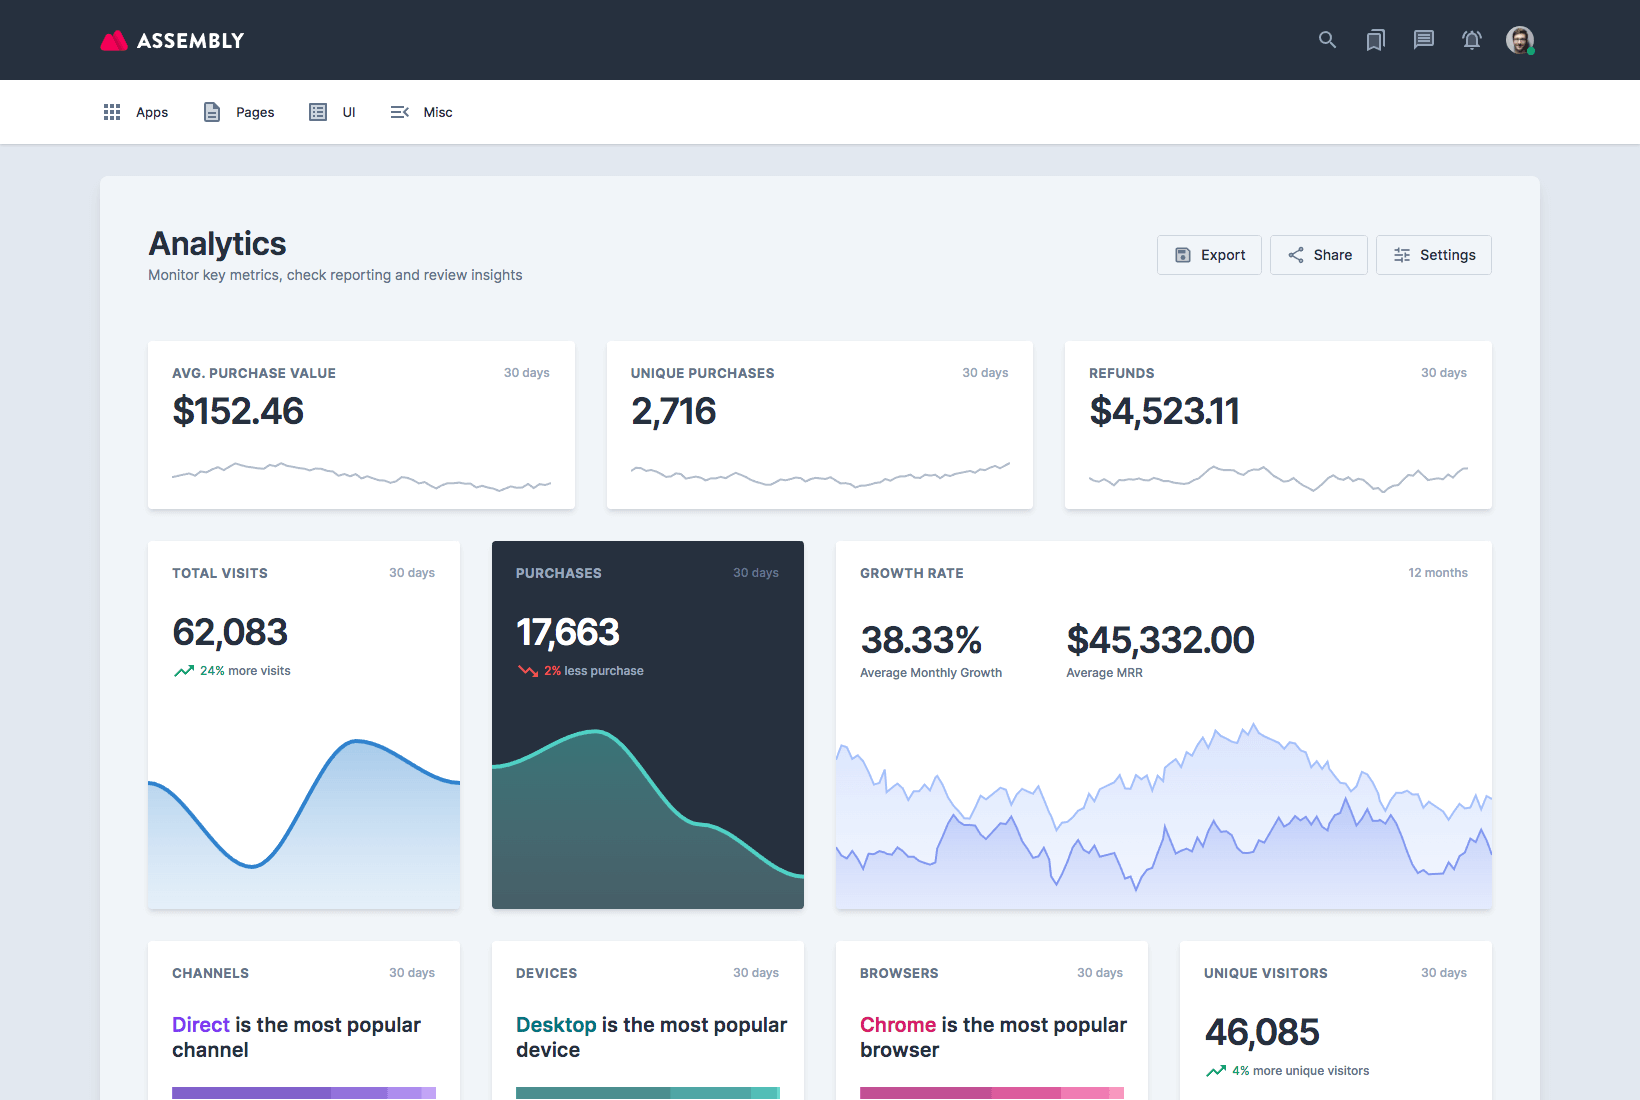 ASSEMBLY
Apps
Pages
UI
Misc
Analytics
Monitor key metrics, check reporting and review insights
Export
Share
Settings
AVG. PURCHASE VALUE
30 days
$152.46
UNIQUE PURCHASES
30 days
2,716
REFUNDS
30 days
$4,523.11
TOTAL VISITS
30 days
62,083
24% more visits
PURCHASES
30 days
17,663
2% less purchase
GROWTH RATE
12 months
38.33%
Average Monthly Growth
$45,332.00
Average MRR
CHANNELS
30 days
Direct is the most popular
channel
DEVICES
30 days
Desktop is the most popular
device
BROWSERS
30 days
Chrome is the most popular
browser
UNIQUE VISITORS
30 days
46,085
4% more unique visitors